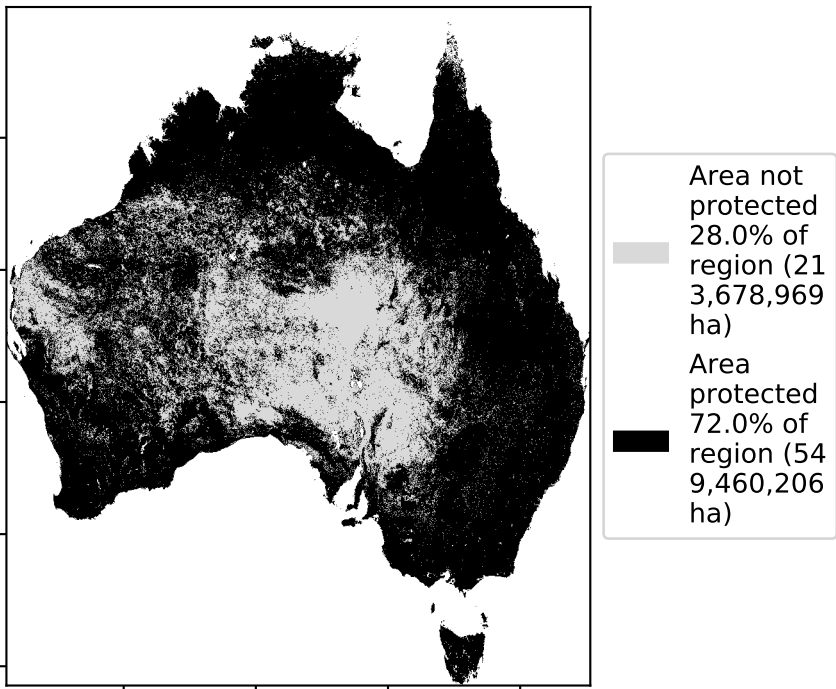 Area not
protected
28.0% of
region (21
3,678,969
ha)
Area
protected
72.0% of
region (54
9,460,206
ha)